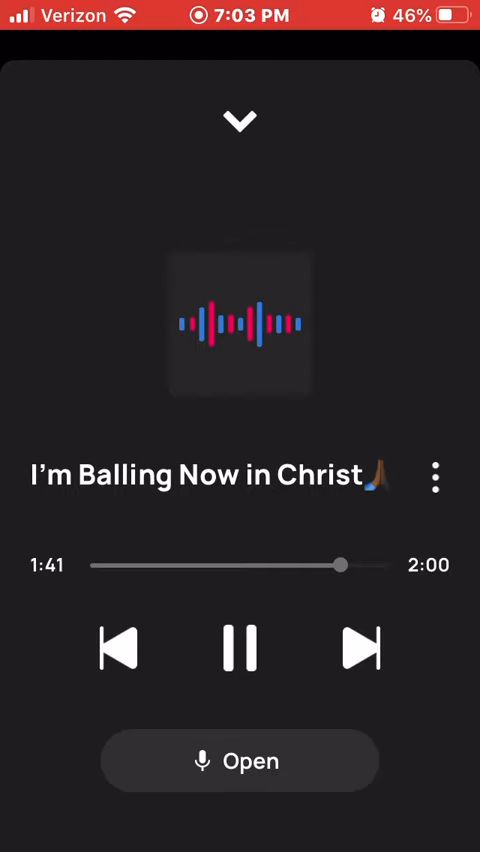 Verizon 7:03 PM 46%
I'm Balling Now in Christ🙏🏾
1:41 2:00
Open